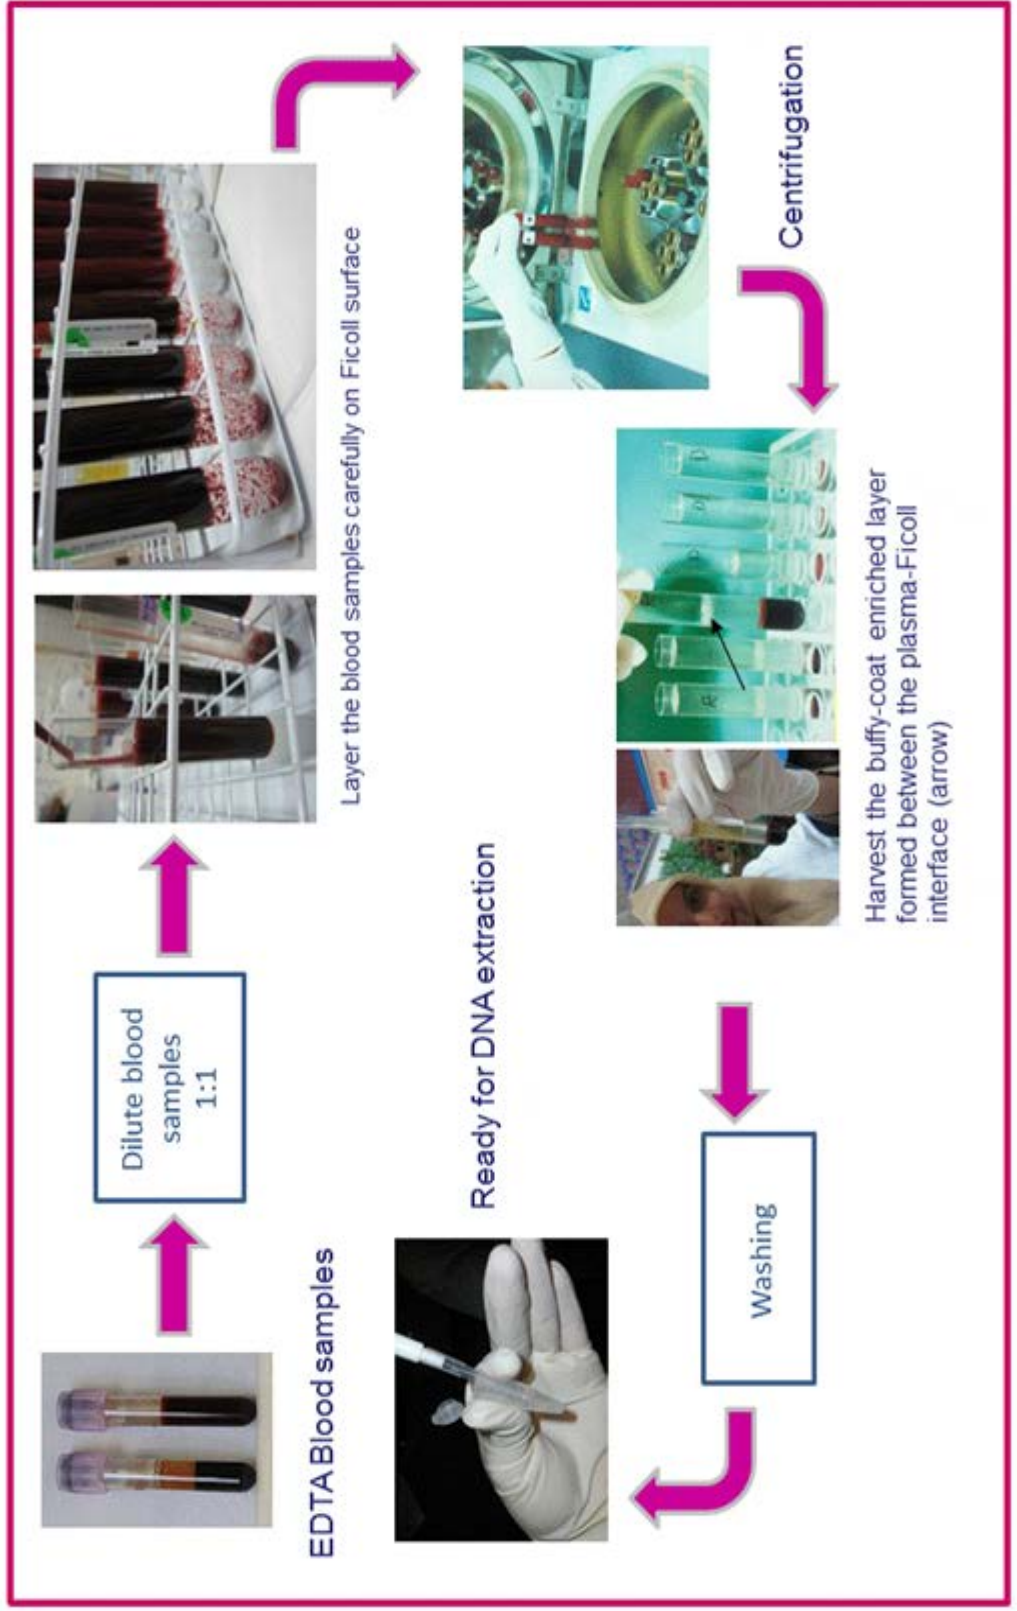 EDTA Blood samples
Dilute blood
samples
1:1
Layer the blood samples carefully on Ficoll surface
Centrifugation
Harvest the buffy-coat enriched layer
formed between the plasma-Ficoll
interface (arrow)
Washing
Ready for DNA extraction